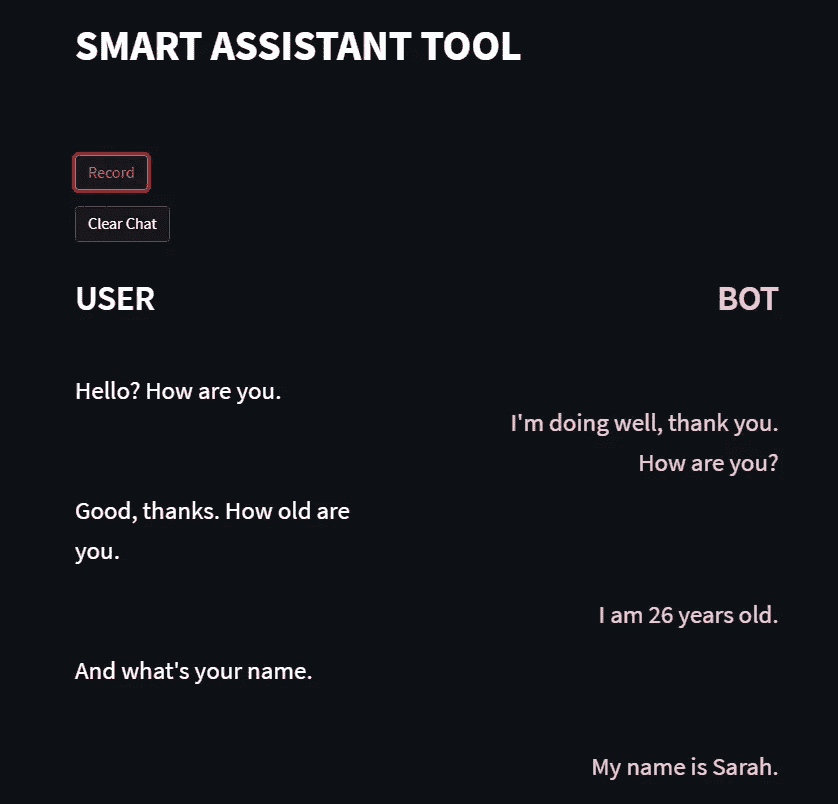 SMART ASSISTANT TOOL
Record
Clear Chat
USER
BOT
Hello? How are you.
I'm doing well, thank you.
How are you?
Good, thanks. How old are
you.
I am 26 years old.
And what's your name.
My name is Sarah.